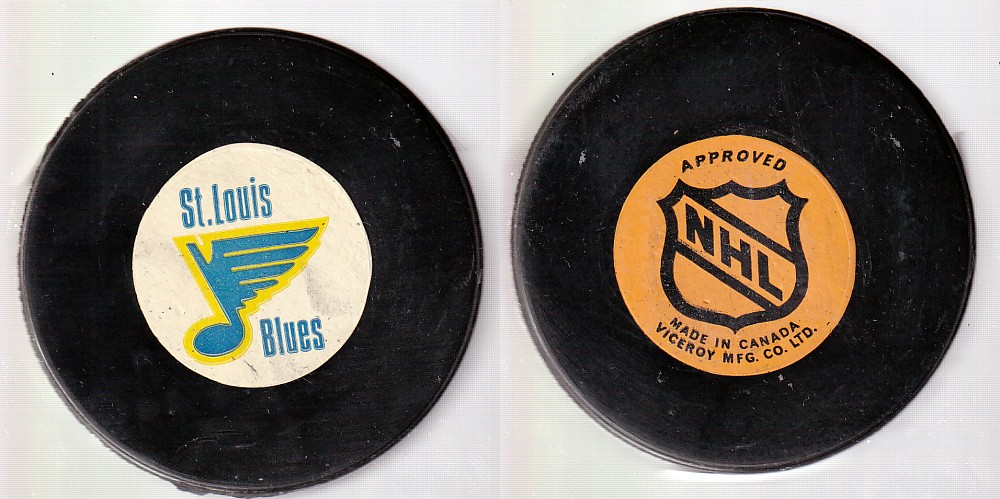 St. Louis
Blues
APPROVED
NHL
MADE IN CANADA
VICEROY MFG. CO. LTD.